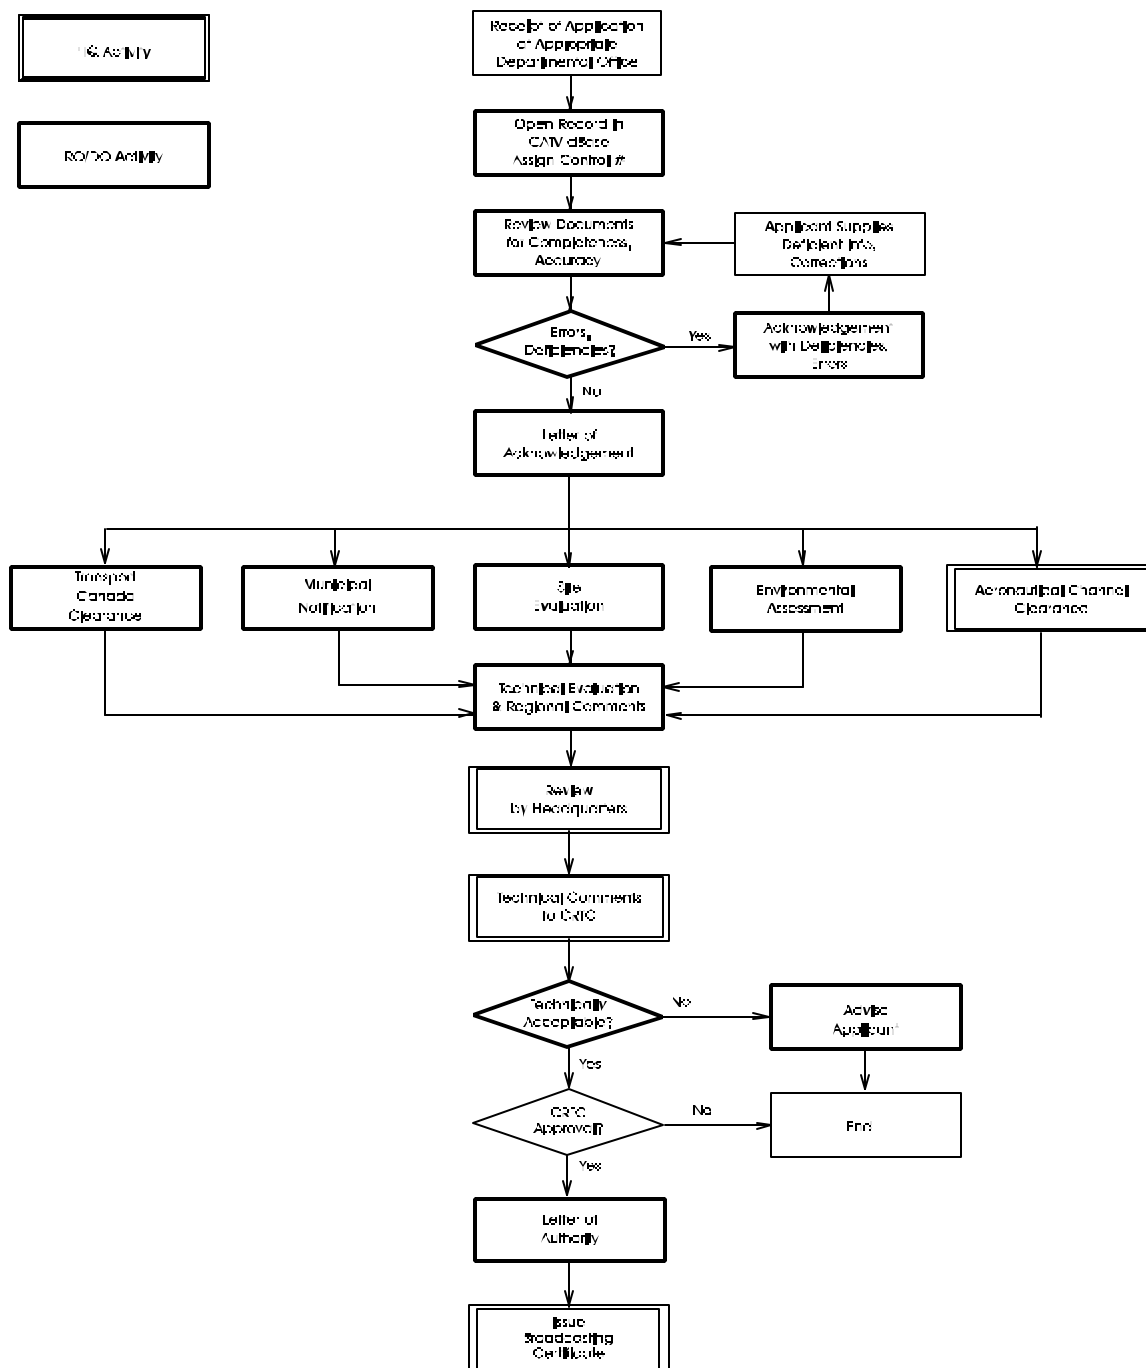 HQ Activity
RO/DO Activity
Receipt of Application
at Appropriate
Departmental Office
Open Record in
CATV dBase
Assign Control #
Review Documents
for Completeness,
Accuracy
Applicant Supplies
Deficient Info,
Corrections
Errors,
Deficiencies?
Yes
Acknowledgement
with Deficiencies,
Errors
No
Letter of
Acknowledgement
Transport
Canada
Clearance
Municipal
Notification
Site
Evaluation
Environmental
Assessment
Aeronautical Channel
Clearance
Technical Evaluation
& Regional Comments
Review
by Headquarters
Technical Comments
to CRTC
Technically
Acceptable?
No
Advise
Applicant
Yes
CRTC
Approval?
No
End
Yes
Letter of
Authority
Issue
Broadcasting
Certificate